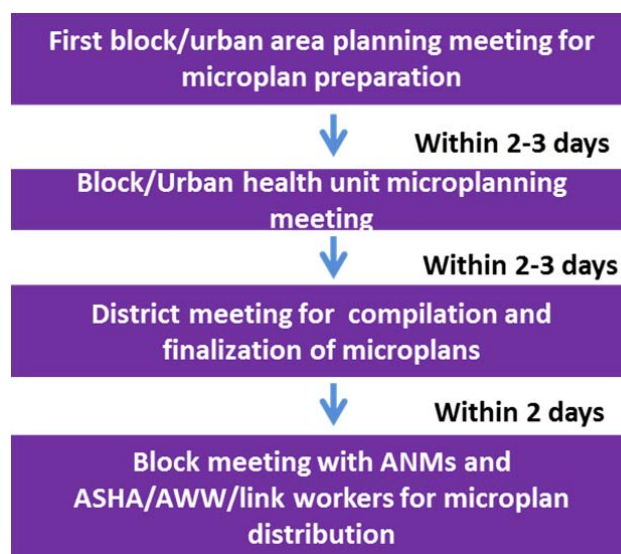 First block/urban area planning meeting for
microplan preparation
Within 2-3 days
Block/Urban health unit microplanning
meeting
Within 2-3 days
District meeting for compilation and
finalization of microplans
Within 2 days
Block meeting with ANMs and
ASHA/AWW/link workers for microplan
distribution